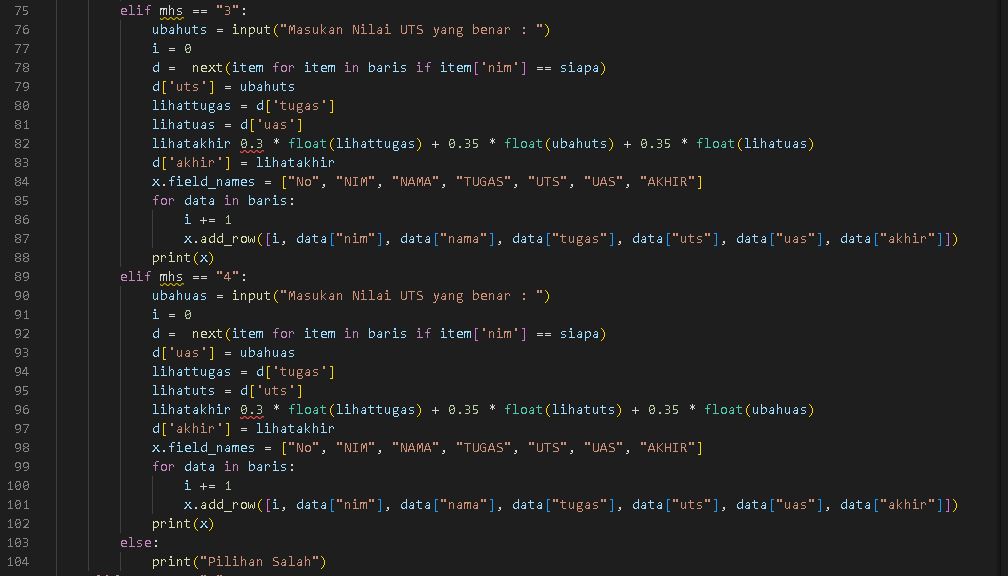 75 elif mhs == "3":
76 ubahuts = input("Masukan Nilai UTS yang benar : ")
77 i = 0
78 d =  next(item for item in baris if item['nim'] == siapa)
79 d['uts'] = ubahuts
80 lihattugas = d['tugas']
81 lihatuas = d['uas']
82 lihatakhir 0.3 * float(lihattugas) + 0.35 * float(ubahuts) + 0.35 * float(lihatuas)
83 d['akhir'] = lihatakhir
84 x.field_names = ["No", "NIM", "NAMA", "TUGAS", "UTS", "UAS", "AKHIR"]
85 for data in baris:
86 i += 1
87 x.add_row([i, data["nim"], data["nama"], data["tugas"], data["uts"], data["uas"], data["akhir"]])
88 print(x)
89 elif mhs == "4":
90 ubahuas = input("Masukan Nilai UTS yang benar : ")
91 i = 0
92 d =  next(item for item in baris if item['nim'] == siapa)
93 d['uas'] = ubahuas
94 lihattugas = d['tugas']
95 lihatuts = d['uts']
96 lihatakhir 0.3 * float(lihattugas) + 0.35 * float(lihatuts) + 0.35 * float(ubahuas)
97 d['akhir'] = lihatakhir
98 x.field_names = ["No", "NIM", "NAMA", "TUGAS", "UTS", "UAS", "AKHIR"]
99 for data in baris:
100 i += 1
101 x.add_row([i, data["nim"], data["nama"], data["tugas"], data["uts"], data["uas"], data["akhir"]])
102 print(x)
103 else:
104 print("Pilihan Salah")